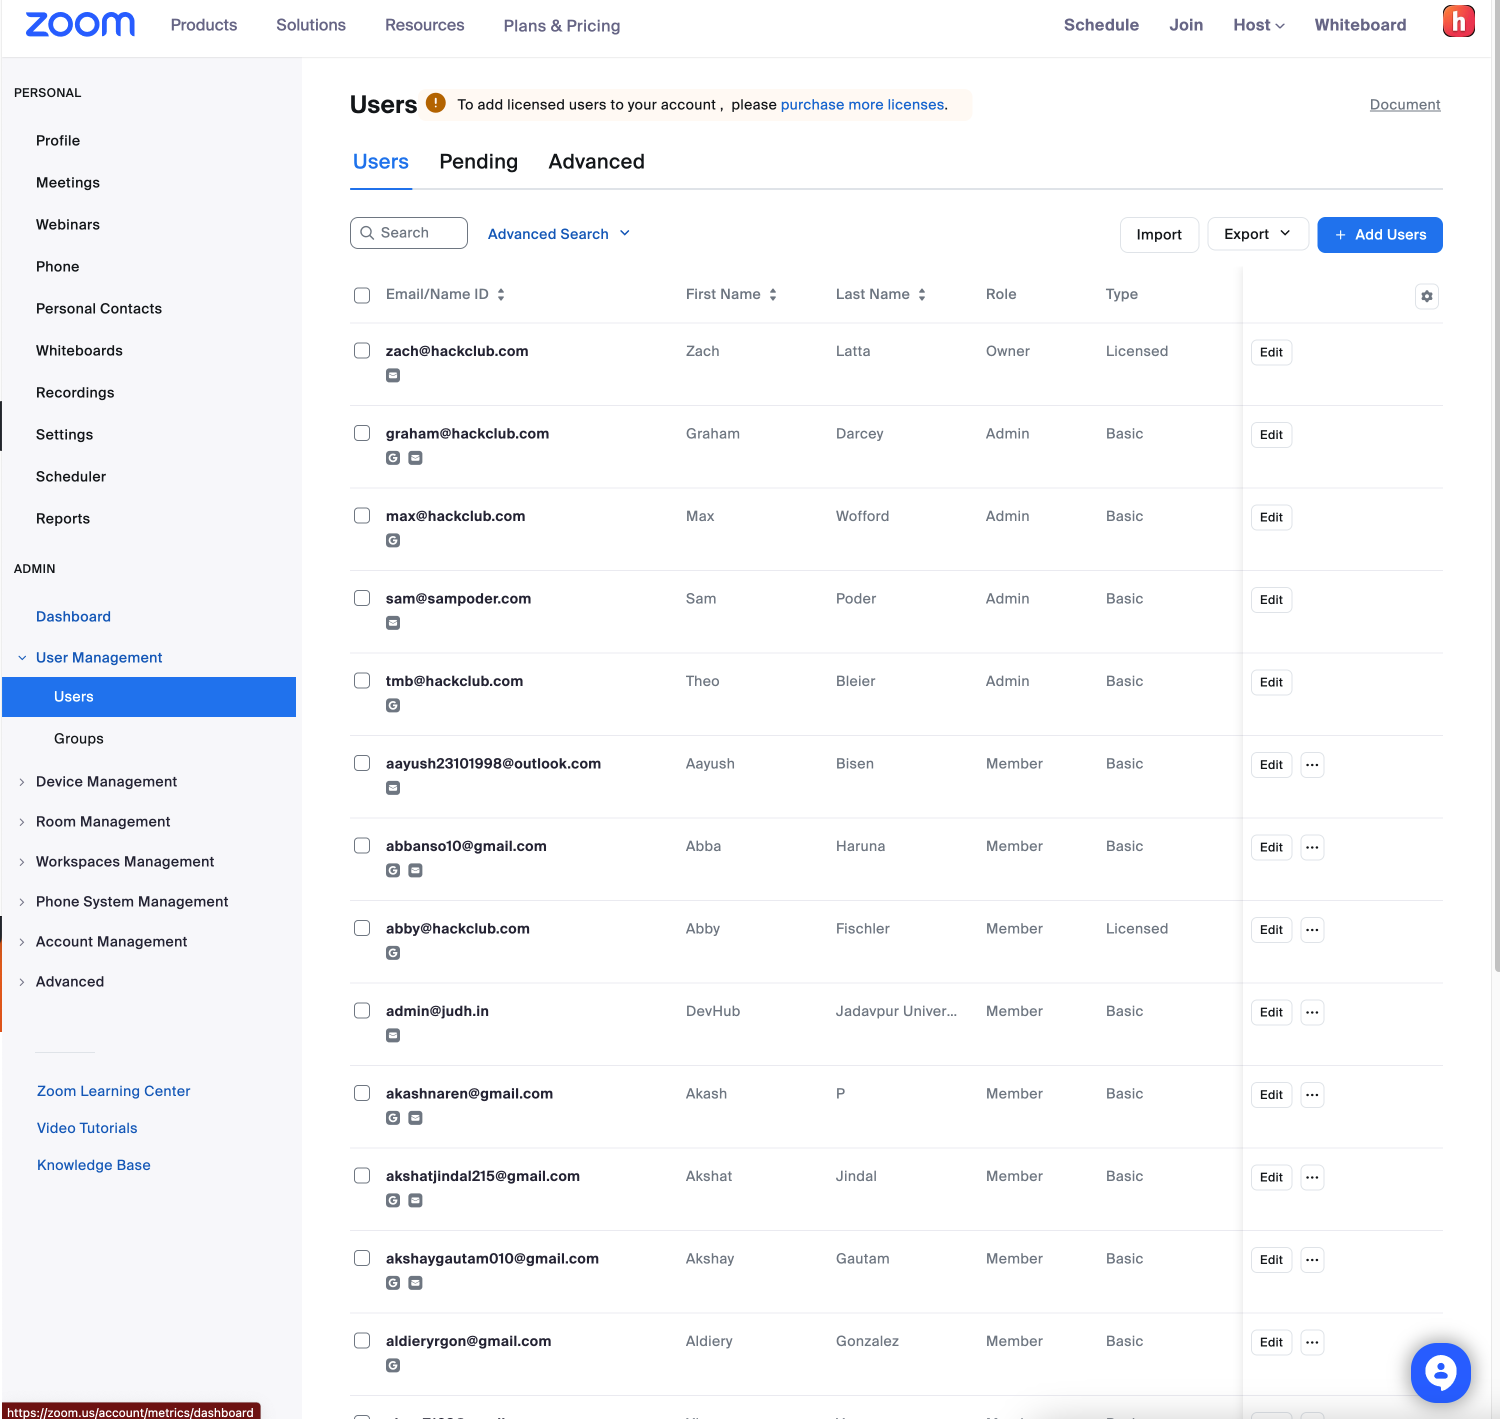 zoom Products Solutions Resources Plans & Pricing Schedule Join Host Whiteboard h
PERSONAL
Profile
Meetings
Webinars
Phone
Personal Contacts
Whiteboards
Recordings
Settings
Scheduler
Reports
ADMIN
Dashboard
User Management
Users
Groups
Device Management
Room Management
Workspaces Management
Phone System Management
Account Management
Advanced
Zoom Learning Center
Video Tutorials
Knowledge Base
https://zoom.us/account/metrics/dashboard
Users ! To add licensed users to your account , please purchase more licenses. Document
Users Pending Advanced
Search Advanced Search Import Export + Add Users
Email/Name ID First Name Last Name Role Type
zach@hackclub.com Zach Latta Owner Licensed Edit
graham@hackclub.com Graham Darcey Admin Basic Edit
G
max@hackclub.com Max Wofford Admin Basic Edit
G
sam@sampoder.com Sam Poder Admin Basic Edit
tmb@hackclub.com Theo Bleier Admin Basic Edit
G
aayush23101998@outlook.com Aayush Bisen Member Basic Edit ...
abbanso10@gmail.com Abba Haruna Member Basic Edit ...
G
abby@hackclub.com Abby Fischler Member Licensed Edit ...
G
admin@judh.in DevHub Jadavpur Univer... Member Basic Edit ...
akashnaren@gmail.com Akash P Member Basic Edit ...
G
akshatjindal215@gmail.com Akshat Jindal Member Basic Edit ...
G
akshaygautam010@gmail.com Akshay Gautam Member Basic Edit ...
G
aldieryrgon@gmail.com Aldiery Gonzalez Member Basic Edit ...
G